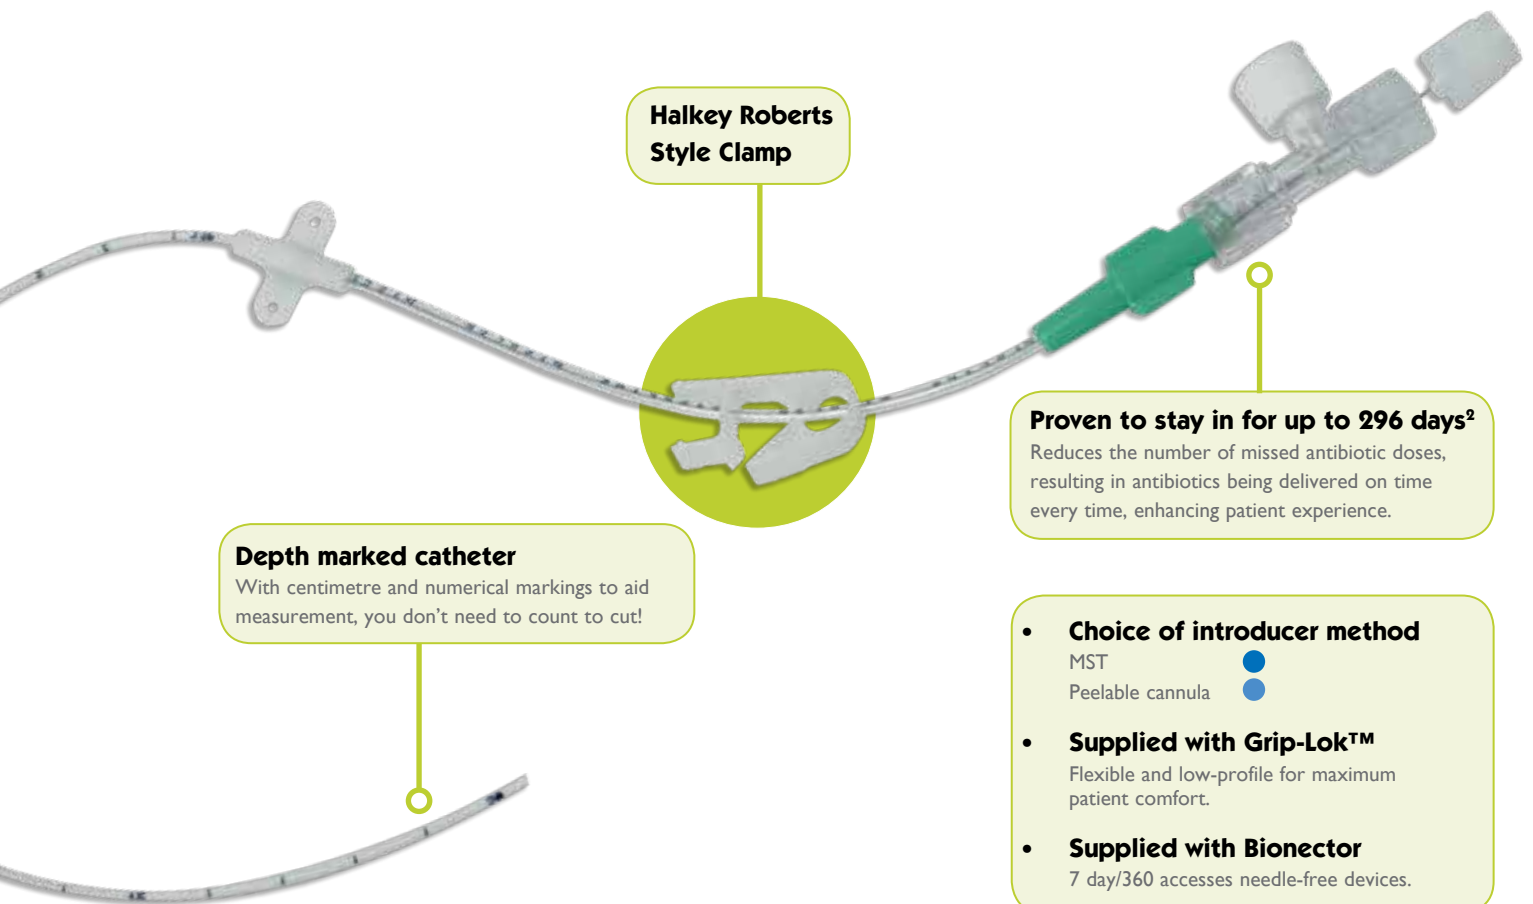 Halkey Roberts
Style Clamp
Proven to stay in for up to 296 days²
Reduces the number of missed antibiotic doses,
resulting in antibiotics being delivered on time
every time, enhancing patient experience.
Depth marked catheter
With centimetre and numerical markings to aid
measurement, you don’t need to count to cut!
• Choice of introducer method
MST
Peelable cannula
• Supplied with Grip-Lok™
Flexible and low-profile for maximum
patient comfort.
• Supplied with Bionector
7 day/360 accesses needle-free devices.